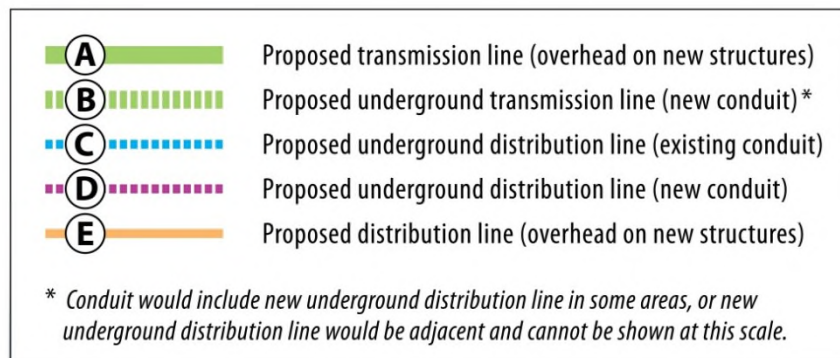 A Proposed transmission line (overhead on new structures)
B Proposed underground transmission line (new conduit)*
C Proposed underground distribution line (existing conduit)
D Proposed underground distribution line (new conduit)
E Proposed distribution line (overhead on new structures)
* Conduit would include new underground distribution line in some areas, or new
underground distribution line would be adjacent and cannot be shown at this scale.